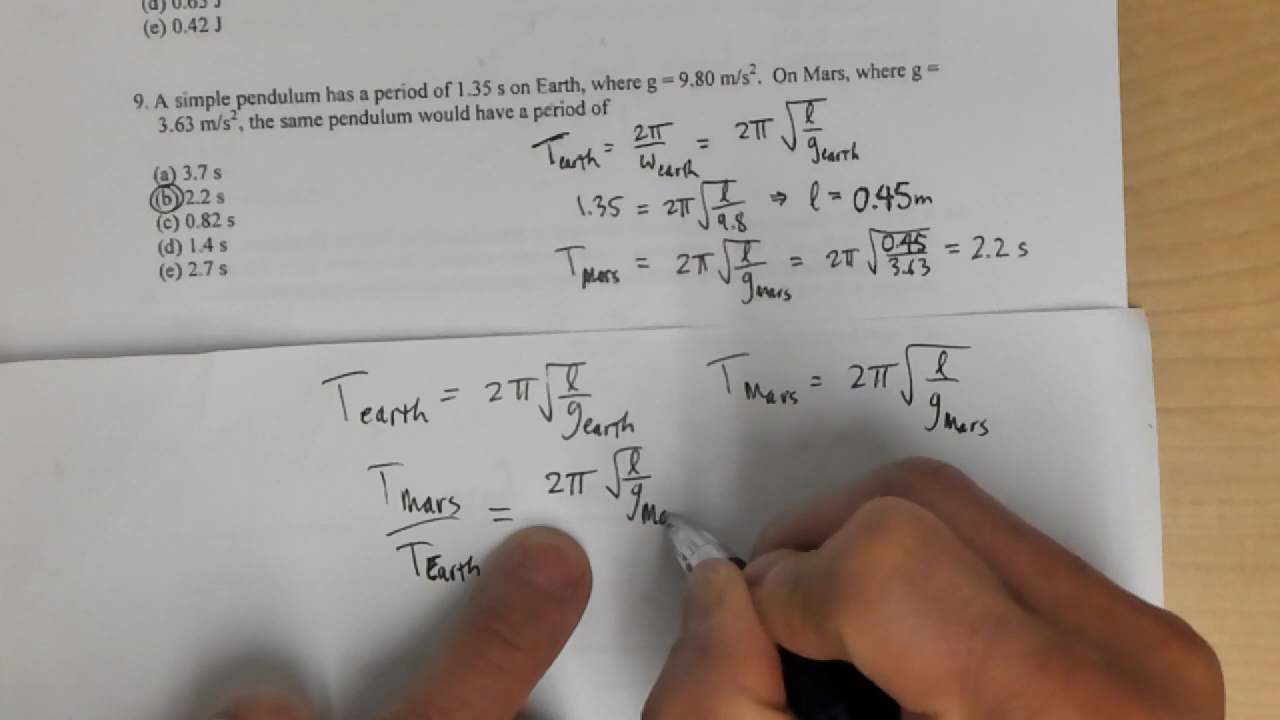 (d) 0.63 J
(e) 0.42 J
9. A simple pendulum has a period of 1.35 s on Earth, where g = 9.80 m/s². On Mars, where g =
3.63 m/s², the same pendulum would have a period of
(a) 3.7 s
(b) 2.2 s
(c) 0.82 s
(d) 1.4 s
(e) 2.7 s
T_earth = 2π/ω_earth = 2π √(l/g_earth)
1.35 = 2π √(l/9.8) ⇒ l = 0.45m
T_Mars = 2π √(l/g_Mars) = 2π √(0.45/3.63) = 2.2 s
T_earth = 2π √(l/g_earth)
T_Mars = 2π √(l/g_Mars)
T_Mars/T_Earth = 2π √(l/g_Ma